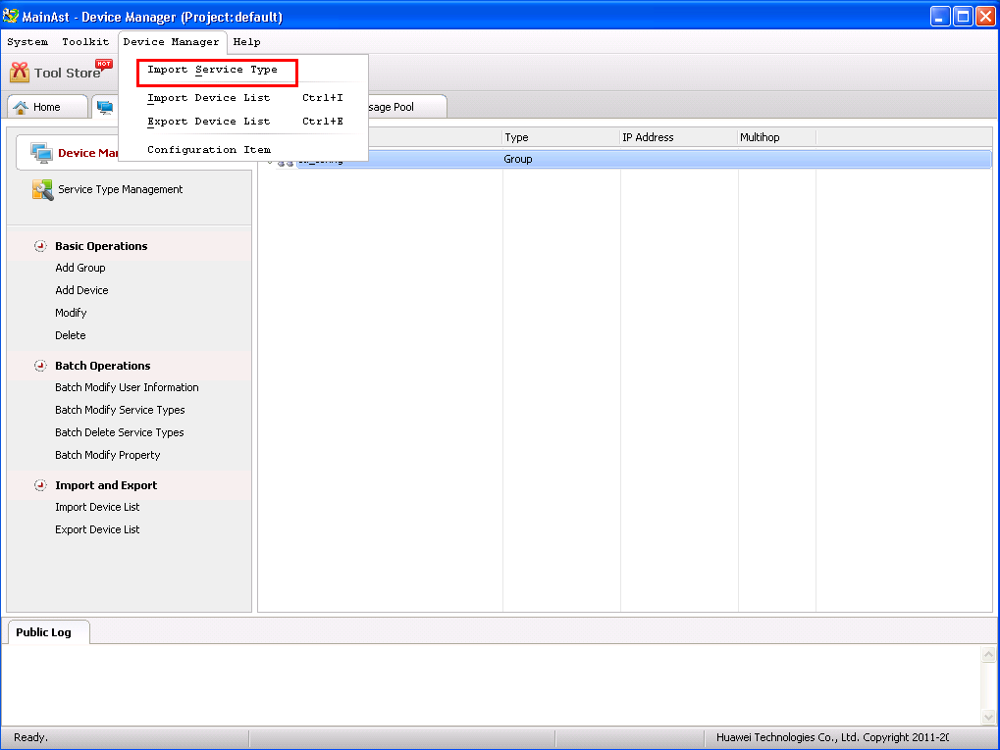 MainAst - Device Manager (Project:default)
System Toolkit Device Manager Help
Tool Store HOT
Import Service Type
Import Device List Ctrl+I
Export Device List Ctrl+E
Configuration Item
Home
sage Pool
Type IP Address Multihop
Group
Device Man
Service Type Management
Basic Operations
Add Group
Add Device
Modify
Delete
Batch Operations
Batch Modify User Information
Batch Modify Service Types
Batch Delete Service Types
Batch Modify Property
Import and Export
Import Device List
Export Device List
Public Log
Ready.
Huawei Technologies Co., Ltd. Copyright 2011-20